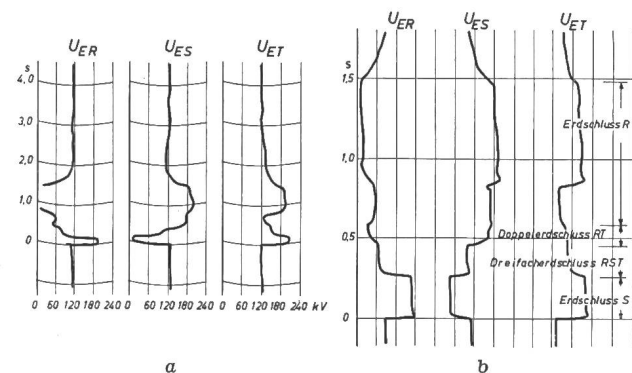 a
U_ER U_ES U_ET
s
4,0
3,0
2,0
1,0
0
0 60 120 180 240 0 60 120 180 240 0 60 120 180 240 kV
a
b
U_ER U_ES U_ET
s
1,5
1,0
0,5
0
Erdschluss R
Doppelerdschluss RT
Dreifacherdschluss RST
Erdschluss S
b